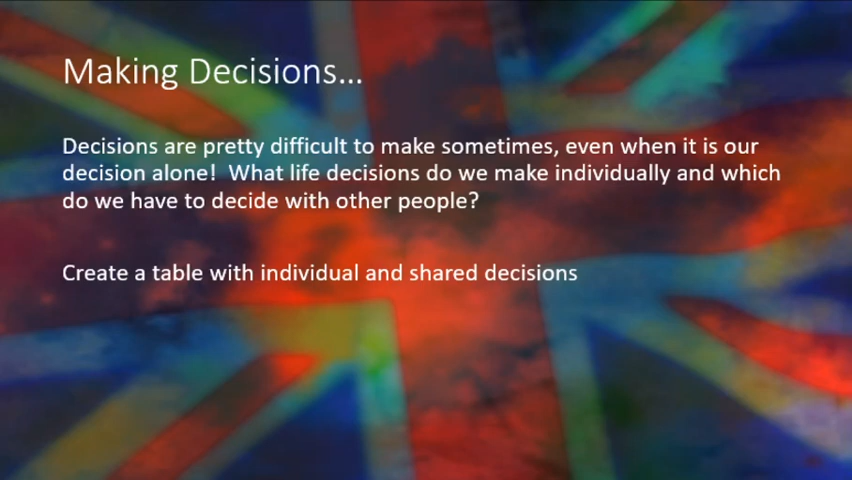 Making Decisions...
Decisions are pretty difficult to make sometimes, even when it is our
decision alone!  What life decisions do we make individually and which
do we have to decide with other people?
Create a table with individual and shared decisions